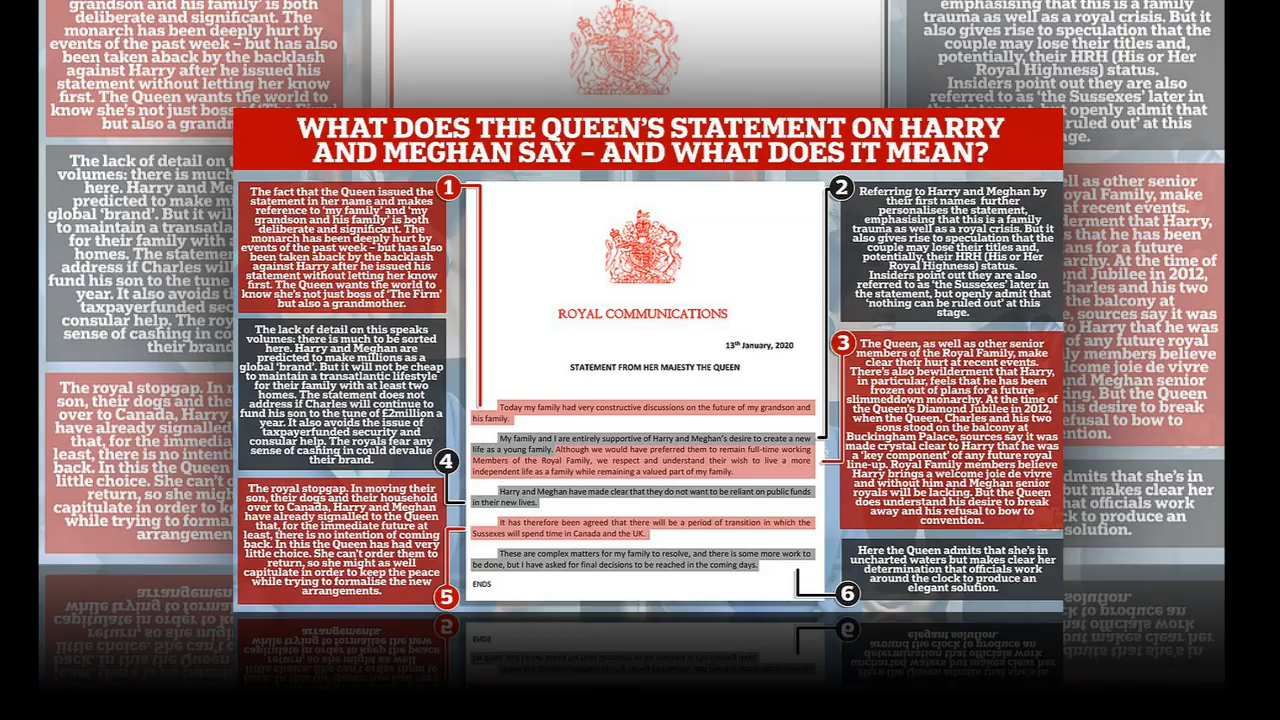 WHAT DOES THE QUEEN'S STATEMENT ON HARRY
AND MEGHAN SAY – AND WHAT DOES IT MEAN?
1
The fact that the Queen issued the
statement in her name and makes
reference to 'my family' and 'my
grandson and his family' is both
deliberate and significant. The
monarch has been deeply hurt by
events of the past week – but has also
been taken aback by the backlash
against Harry after he issued his
statement without letting her know
first. The Queen wants the world to
know she's not just boss of 'The Firm'
but also a grandmother.
The lack of detail on this speaks
volumes: there is much to be sorted
here. Harry and Meghan are
predicted to make millions as a
global 'brand'. But it will not be cheap
to maintain a transatlantic lifestyle
for their family with at least two
homes. The statement does not
address if Charles will continue to
fund his son to the tune of £2million a
year. It also avoids the issue of
taxpayerfunded security and
consular help. The royals fear any
sense of cashing in could devalue
their brand.
4
The royal stopgap. In moving their
son, their dogs and their household
over to Canada, Harry and Meghan
have already signalled to the Queen
that, for the immediate future at
least, there is no intention of coming
back. In this the Queen has had very
little choice. She can't order them to
return, so she might as well
capitulate in order to keep the peace
while trying to formalise the new
arrangements.
5
ROYAL COMMUNICATIONS
13th January, 2020
STATEMENT FROM HER MAJESTY THE QUEEN
Today my family had very constructive discussions on the future of my grandson and
his family.
My family and I are entirely supportive of Harry and Meghan's desire to create a new
life as a young family. Although we would have preferred them to remain full-time working
Members of the Royal Family, we respect and understand their wish to live a more
independent life as a family while remaining a valued part of my family.
Harry and Meghan have made clear that they do not want to be reliant on public funds
in their new lives.
It has therefore been agreed that there will be a period of transition in which the
Sussexes will spend time in Canada and the UK.
These are complex matters for my family to resolve, and there is some more work to
be done, but I have asked for final decisions to be reached in the coming days.
ENDS
2
Referring to Harry and Meghan by
their first names further
personalises the statement,
emphasising that this is a family
trauma as well as a royal crisis. But it
also gives rise to speculation that the
couple may lose their titles and,
potentially, their HRH (His or Her
Royal Highness) status.
Insiders point out they are also
referred to as 'the Sussexes' later in
the statement, but openly admit that
'nothing can be ruled out' at this
stage.
3
The Queen, as well as other senior
members of the Royal Family, make
clear their hurt at recent events.
There's also bewilderment that Harry,
in particular, feels that he has been
frozen out of plans for a future
slimmeddown monarchy. At the time of
the Queen's Diamond Jubilee in 2012,
when the Queen, Charles and his two
sons stood on the balcony at
Buckingham Palace, sources say it was
made crystal clear to Harry that he was
a 'key component' of any future royal
line-up. Royal Family members believe
Harry brings a welcome joie de vivre
and without him and Meghan senior
royals will be lacking. But the Queen
does understand his desire to break
away and his refusal to bow to
convention.
Here the Queen admits that she's in
uncharted waters but makes clear her
determination that officials work
around the clock to produce an
elegant solution.
6